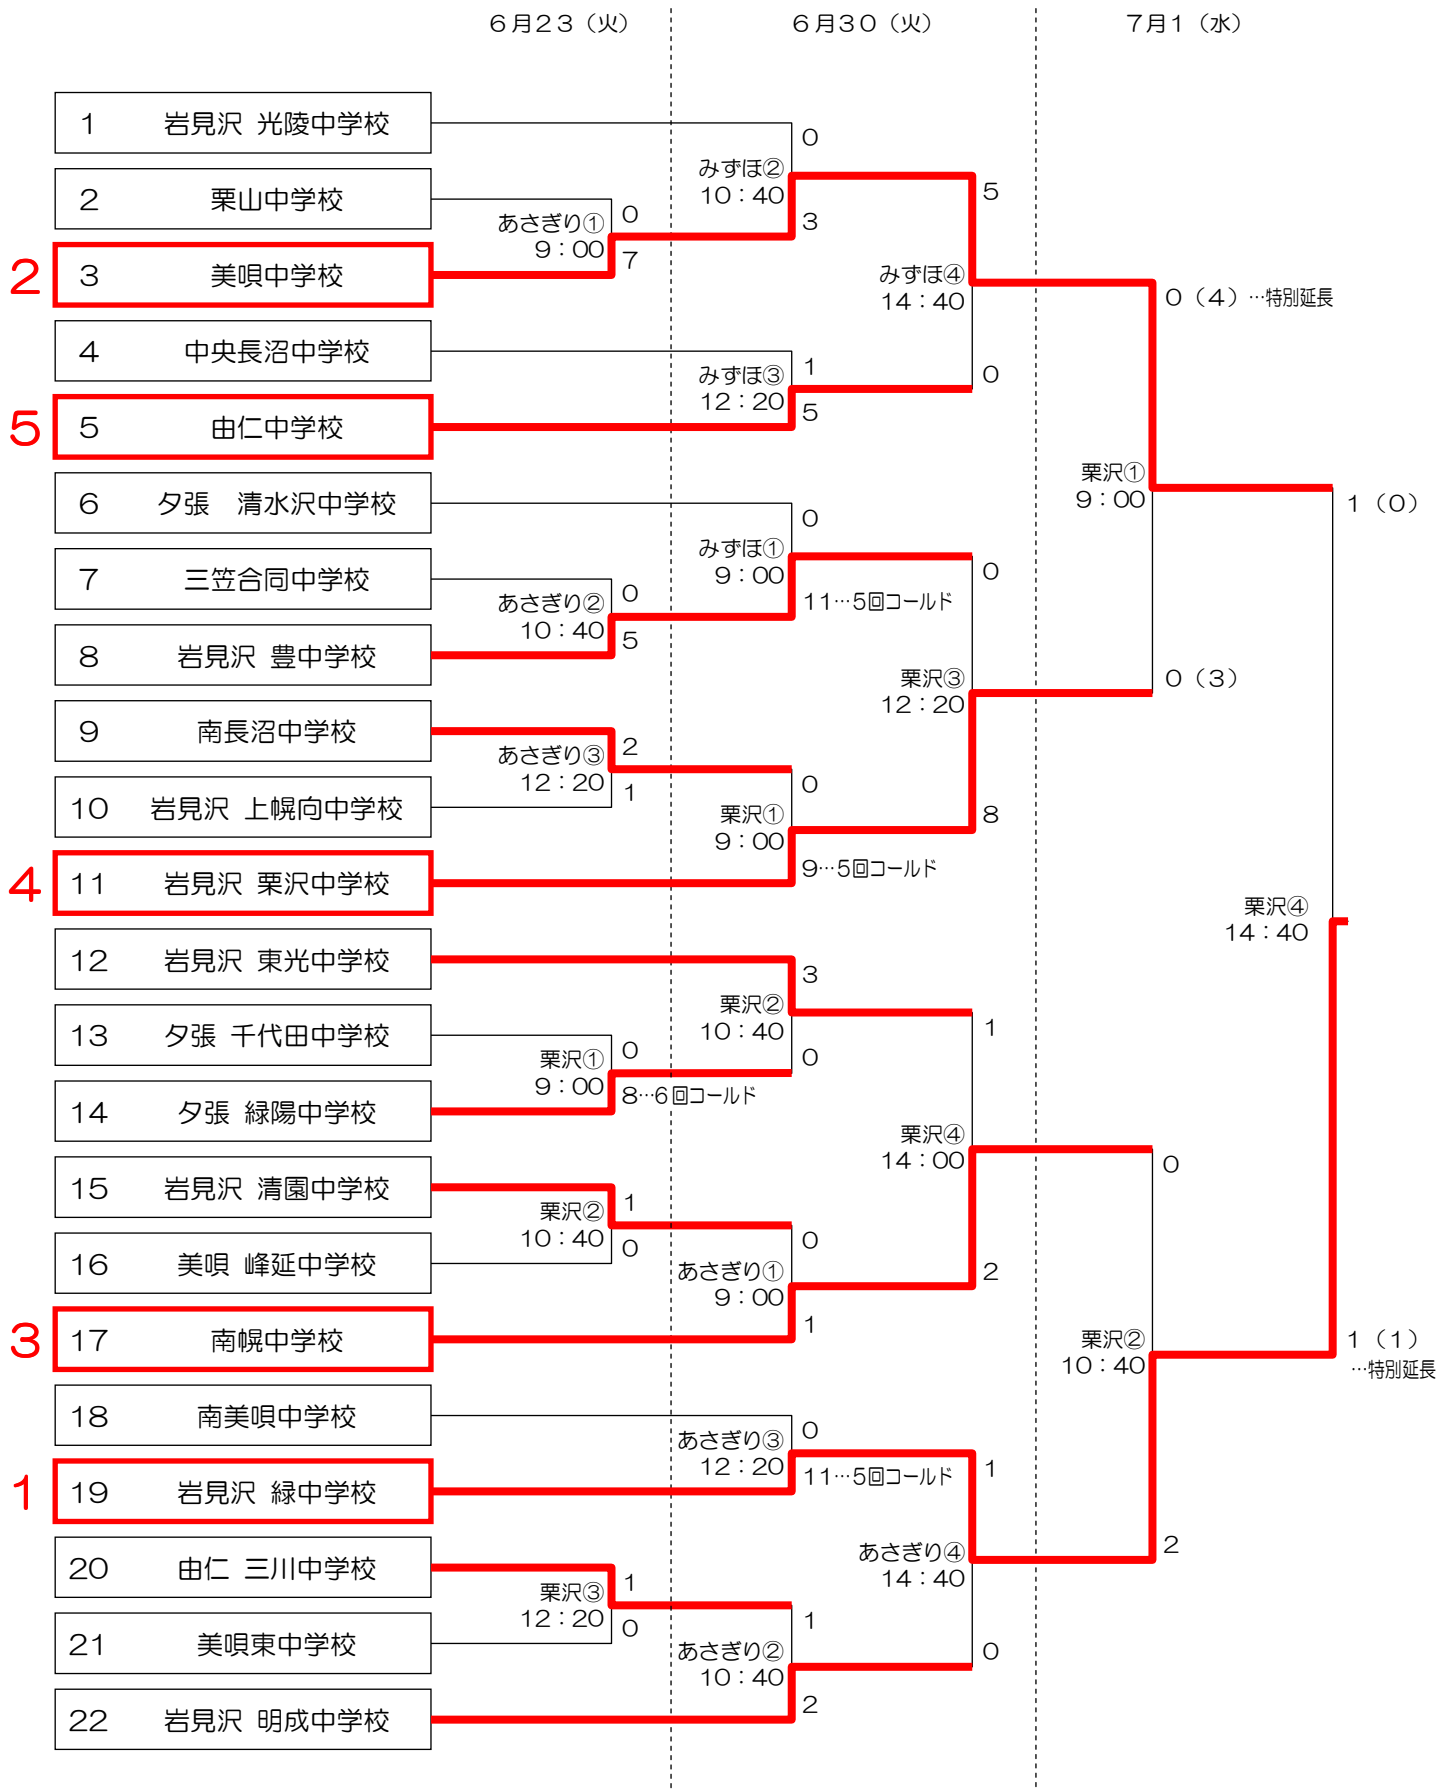 6月23（火）
6月30（火）
7月1（水）
1 岩見沢 光陵中学校
0
みずほ②
10：40
5
2 栗山中学校
0
3
あさぎり①
9：00
7
2
3 美唄中学校
みずほ④
14：40
0（4）…特別延長
4 中央長沼中学校
1
みずほ③
12：20
0
5
5
5 由仁中学校
栗沢①
9：00
1（0）
6 夕張 清水沢中学校
0
みずほ①
9：00
0
7 三笠合同中学校
0
11…5回コールド
あさぎり②
10：40
5
8 岩見沢 豊中学校
栗沢③
12：20
0（3）
9 南長沼中学校
2
あさぎり③
12：20
0
10 岩見沢 上幌向中学校
1
栗沢①
9：00
8
9…5回コールド
4
11 岩見沢 栗沢中学校
栗沢④
14：40
12 岩見沢 東光中学校
3
栗沢②
10：40
1
13 夕張 千代田中学校
0
0
栗沢①
9：00
8…6回コールド
14 夕張 緑陽中学校
栗沢④
14：00
0
15 岩見沢 清園中学校
1
栗沢②
10：40
0
0
16 美唄 峰延中学校
あさぎり①
9：00
2
1
3
17 南幌中学校
栗沢②
10：40
1（1）
…特別延長
18 南美唄中学校
0
あさぎり③
12：20
1
11…5回コールド
1
19 岩見沢 緑中学校
2
あさぎり④
14：40
20 由仁 三川中学校
1
栗沢③
12：20
0
1
21 美唄東中学校
あさぎり②
10：40
0
2
22 岩見沢 明成中学校